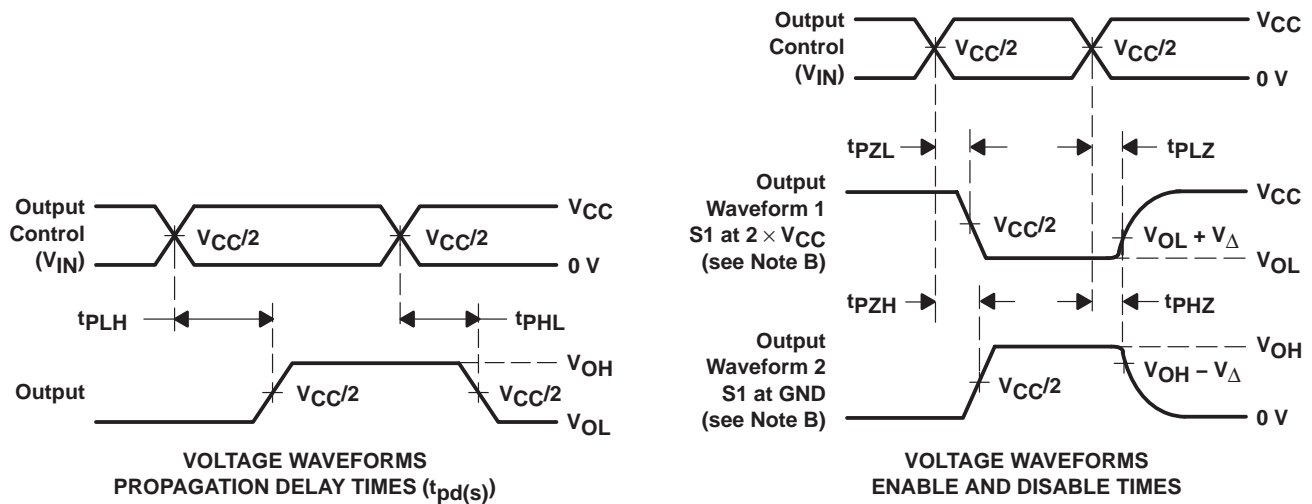 Output
Control
(VIN)
VCC
VCC/2
VCC/2
0 V
tPLH
tPHL
Output
VOH
VCC/2
VCC/2
VOL
VOLTAGE WAVEFORMS
PROPAGATION DELAY TIMES (tpd(s))
Output
Control
(VIN)
VCC
VCC/2
VCC/2
0 V
tPZL
tPLZ
Output
Waveform 1
S1 at 2 × VCC
(see Note B)
VCC
VCC/2
VOL + VΔ
VOL
tPZH
tPHZ
Output
Waveform 2
S1 at GND
(see Note B)
VOH
VOH − VΔ
VCC/2
0 V
VOLTAGE WAVEFORMS
ENABLE AND DISABLE TIMES